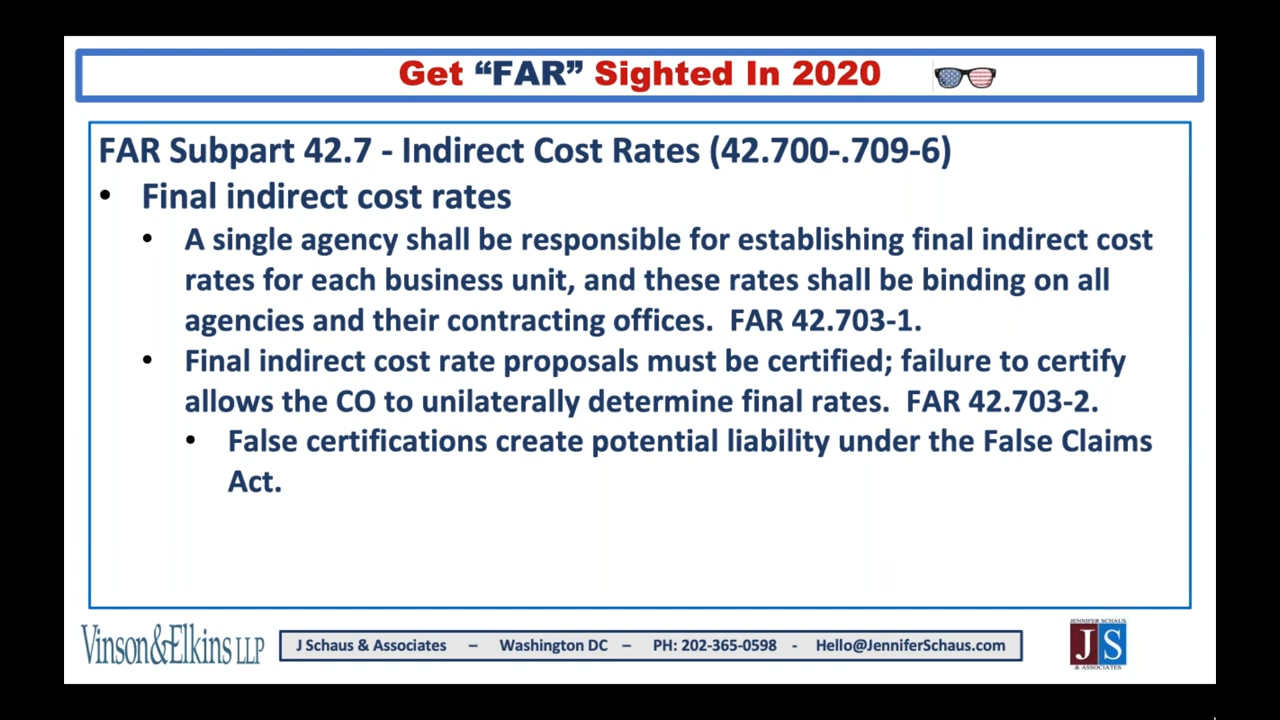 Get “FAR” Sighted In 2020
FAR Subpart 42.7 - Indirect Cost Rates (42.700-.709-6)
• Final indirect cost rates
• A single agency shall be responsible for establishing final indirect cost
rates for each business unit, and these rates shall be binding on all
agencies and their contracting offices.  FAR 42.703-1.
• Final indirect cost rate proposals must be certified; failure to certify
allows the CO to unilaterally determine final rates.  FAR 42.703-2.
• False certifications create potential liability under the False Claims
Act.
Vinson&Elkins LLP
J Schaus & Associates – Washington DC – PH: 202-365-0598 - Hello@JenniferSchaus.com
JENNIFER SCHAUS
JS
& ASSOCIATES